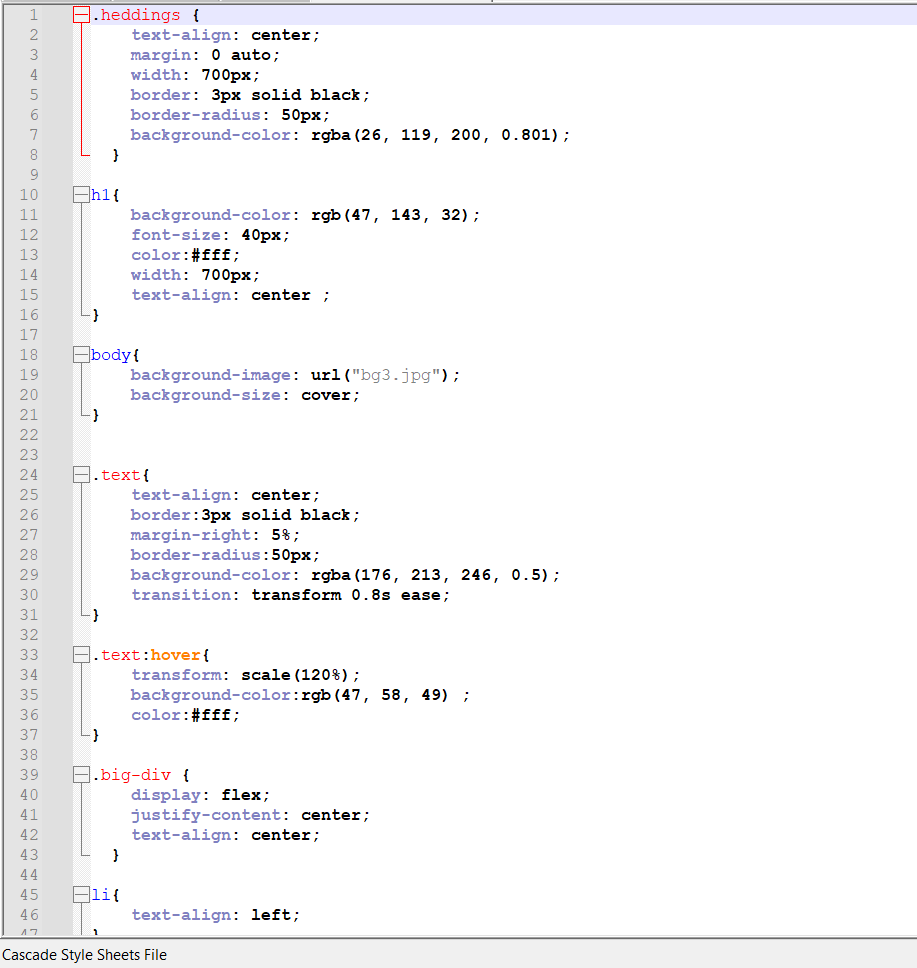 1 .heddings {
2 text-align: center;
3 margin: 0 auto;
4 width: 700px;
5 border: 3px solid black;
6 border-radius: 50px;
7 background-color: rgba(26, 119, 200, 0.801);
8 }
9
10 h1{
11 background-color: rgb(47, 143, 32);
12 font-size: 40px;
13 color:#fff;
14 width: 700px;
15 text-align: center ;
16 }
17
18 body{
19 background-image: url("bg3.jpg");
20 background-size: cover;
21 }
22
23
24 .text{
25 text-align: center;
26 border:3px solid black;
27 margin-right: 5%;
28 border-radius:50px;
29 background-color: rgba(176, 213, 246, 0.5);
30 transition: transform 0.8s ease;
31 }
32
33 .text:hover{
34 transform: scale(120%);
35 background-color:rgb(47, 58, 49) ;
36 color:#fff;
37 }
38
39 .big-div {
40 display: flex;
41 justify-content: center;
42 text-align: center;
43 }
44
45 li{
46 text-align: left;
47 }
Cascade Style Sheets File